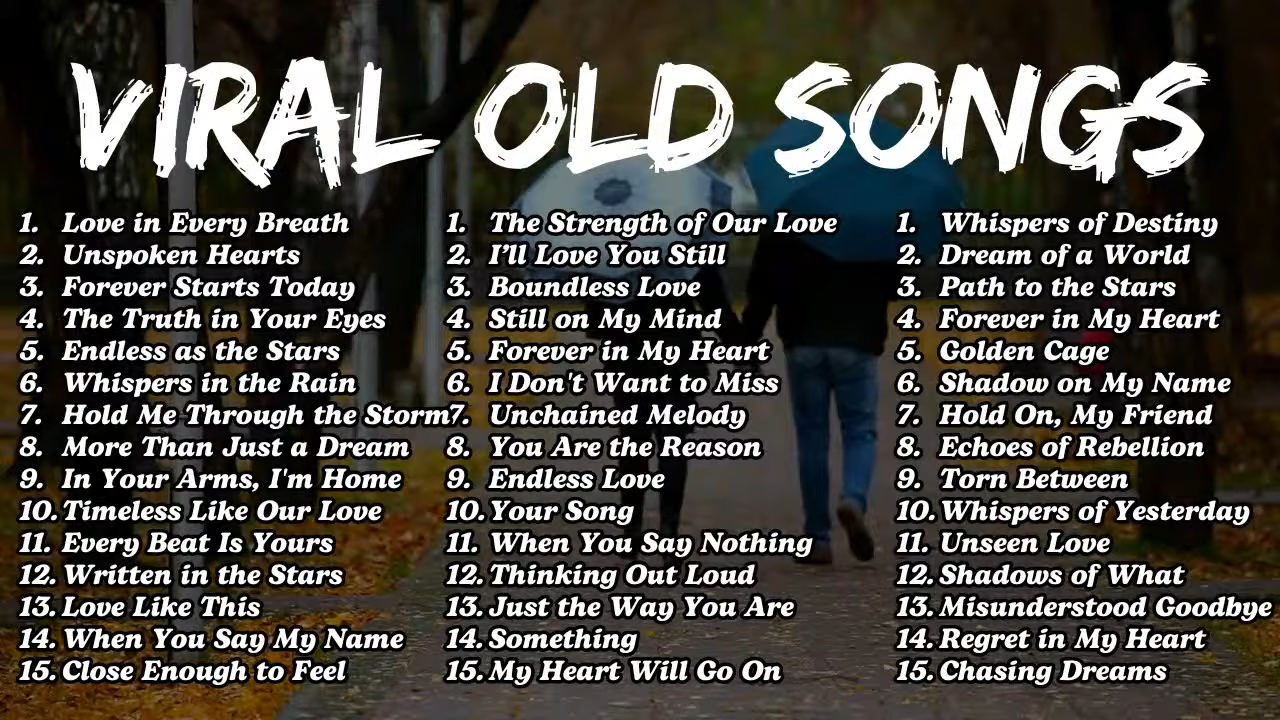 VIRAL OLD SONGS
1. Love in Every Breath
2. Unspoken Hearts
3. Forever Starts Today
4. The Truth in Your Eyes
5. Endless as the Stars
6. Whispers in the Rain
7. Hold Me Through the Storm
8. More Than Just a Dream
9. In Your Arms, I'm Home
10. Timeless Like Our Love
11. Every Beat Is Yours
12. Written in the Stars
13. Love Like This
14. When You Say My Name
15. Close Enough to Feel
1. The Strength of Our Love
2. I’ll Love You Still
3. Boundless Love
4. Still on My Mind
5. Forever in My Heart
6. I Don't Want to Miss
7. Unchained Melody
8. You Are the Reason
9. Endless Love
10. Your Song
11. When You Say Nothing
12. Thinking Out Loud
13. Just the Way You Are
14. Something
15. My Heart Will Go On
1. Whispers of Destiny
2. Dream of a World
3. Path to the Stars
4. Forever in My Heart
5. Golden Cage
6. Shadow on My Name
7. Hold On, My Friend
8. Echoes of Rebellion
9. Torn Between
10. Whispers of Yesterday
11. Unseen Love
12. Shadows of What
13. Misunderstood Goodbye
14. Regret in My Heart
15. Chasing Dreams